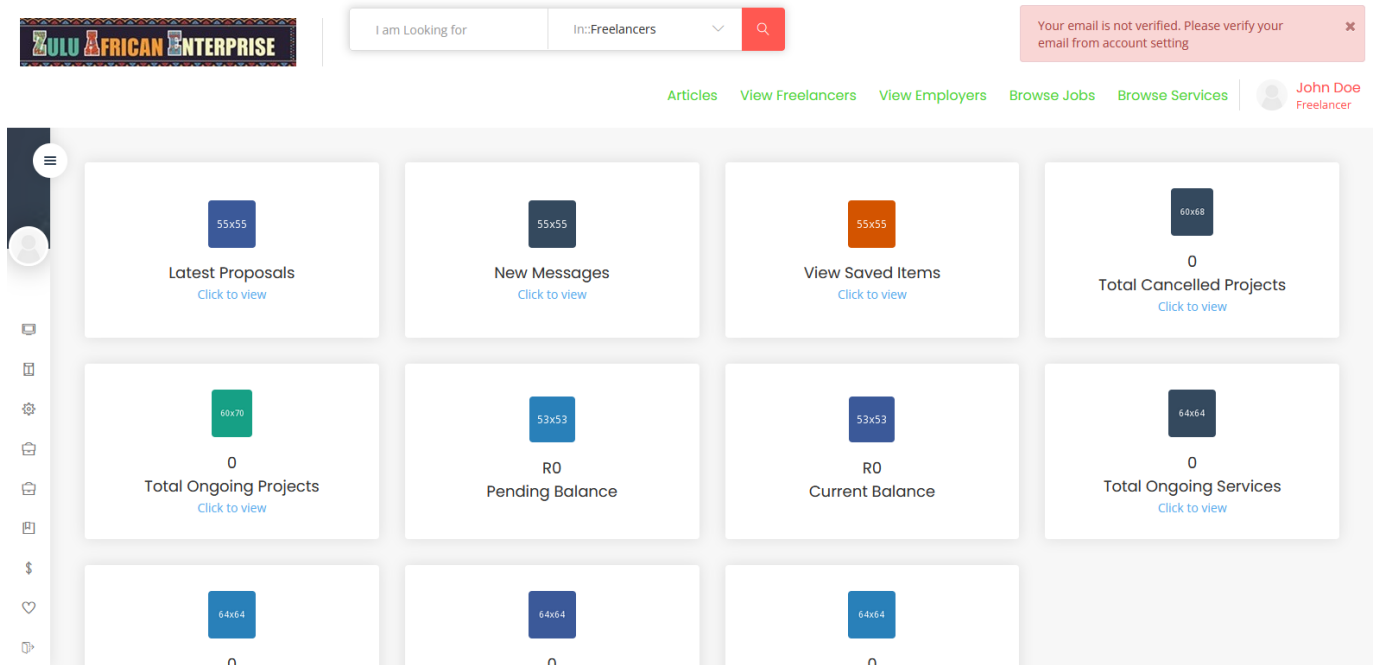 ZULU AFRICAN ENTERPRISE
I am Looking for
In::Freelancers
Your email is not verified. Please verify your
email from account setting
Articles
View Freelancers
View Employers
Browse Jobs
Browse Services
John Doe
Freelancer
55x55
Latest Proposals
Click to view
55x55
New Messages
Click to view
55x55
View Saved Items
Click to view
60x68
0
Total Cancelled Projects
Click to view
60x70
0
Total Ongoing Projects
Click to view
53x53
R0
Pending Balance
53x53
R0
Current Balance
64x64
0
Total Ongoing Services
Click to view
64x64
0
64x64
0
64x64
0